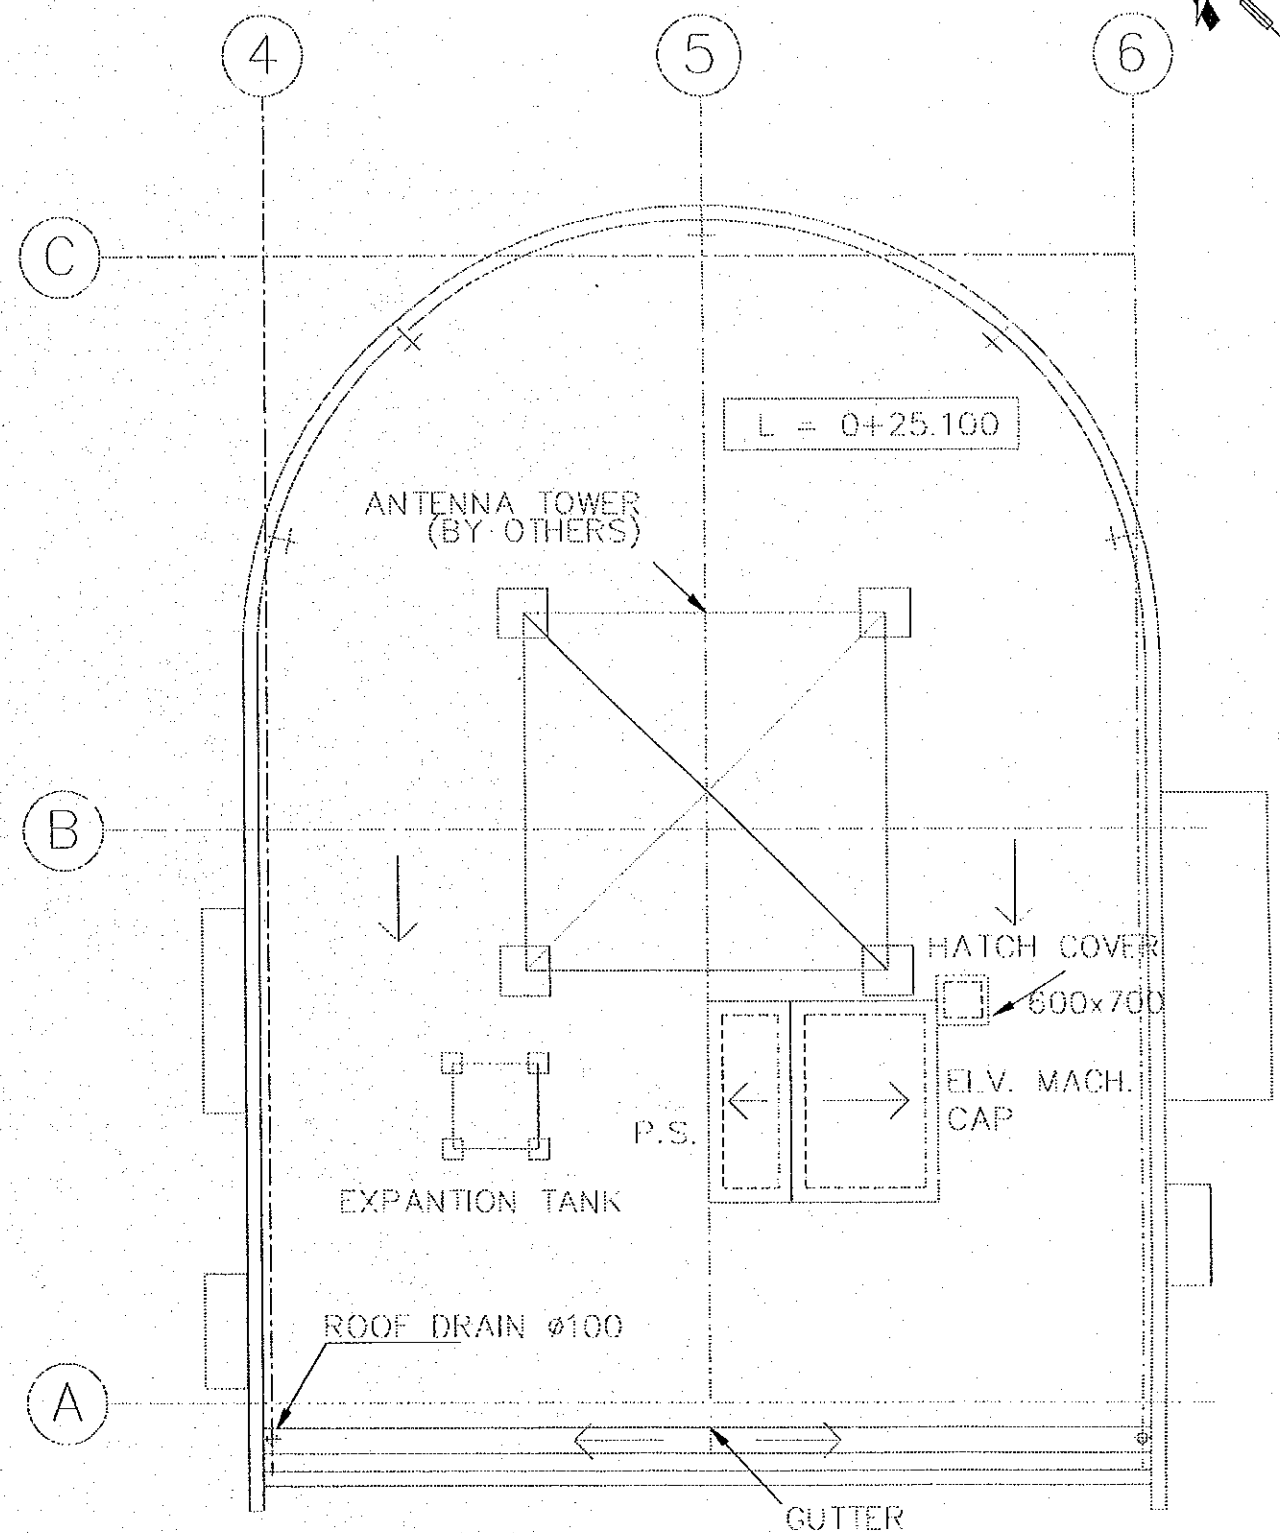 4
5
6
C
L = 0+25.100
ANTENNA TOWER
(BY OTHERS)
B
HATCH COVER
600x700
ELV. MACH.
CAP
P.S.
EXPANTION TANK
ROOF DRAIN ø100
A
GUTTER